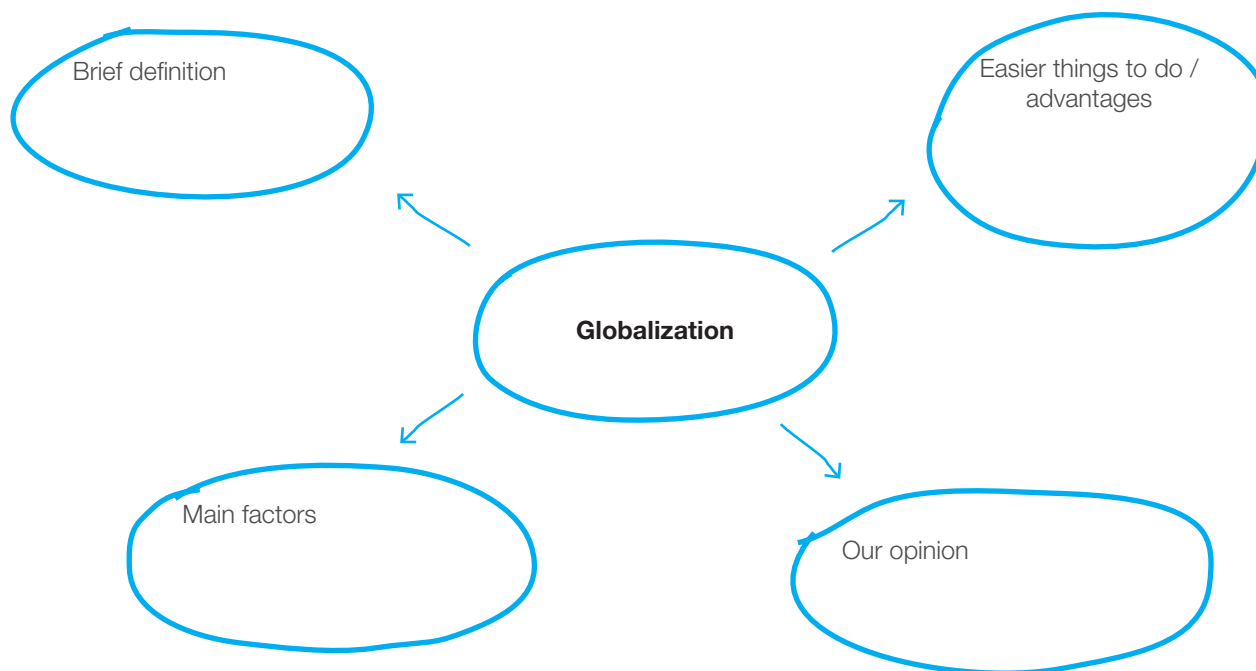 Brief definition
Easier things to do /
advantages
Globalization
Main factors
Our opinion